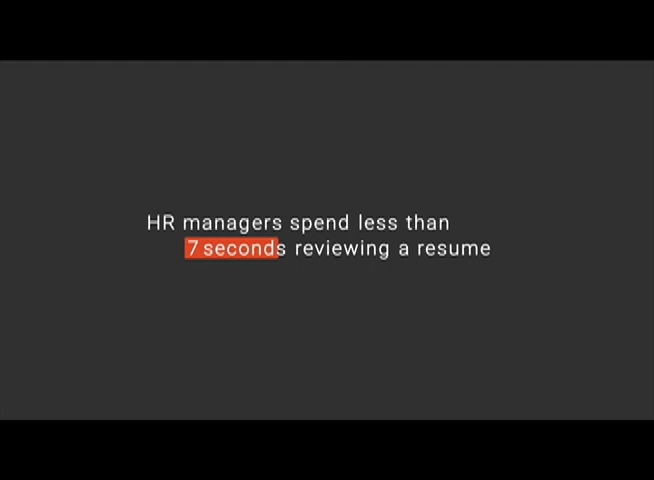 HR managers spend less than
7 seconds reviewing a resume